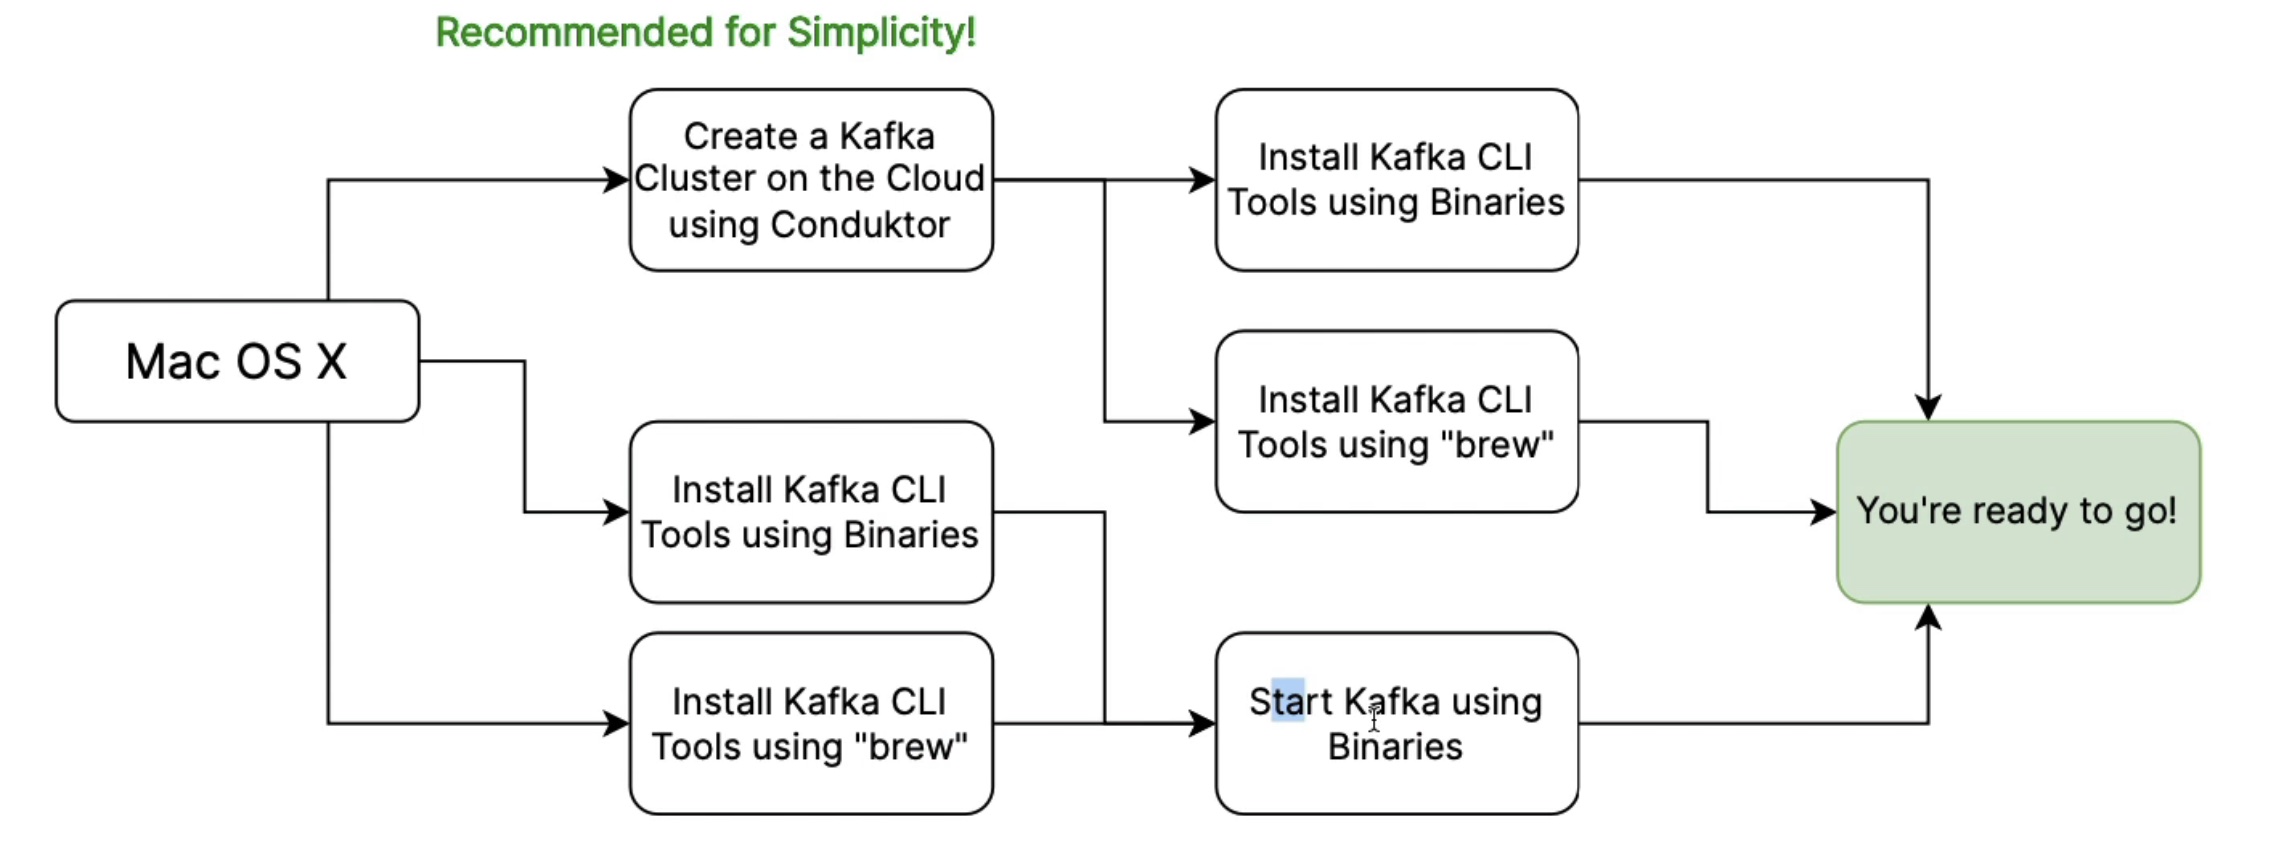 Recommended for Simplicity!
Create a Kafka
Cluster on the Cloud
using Conduktor
Install Kafka CLI
Tools using Binaries
Mac OS X
Install Kafka CLI
Tools using "brew"
Install Kafka CLI
Tools using Binaries
You're ready to go!
Install Kafka CLI
Tools using "brew"
Start Kafka using
Binaries